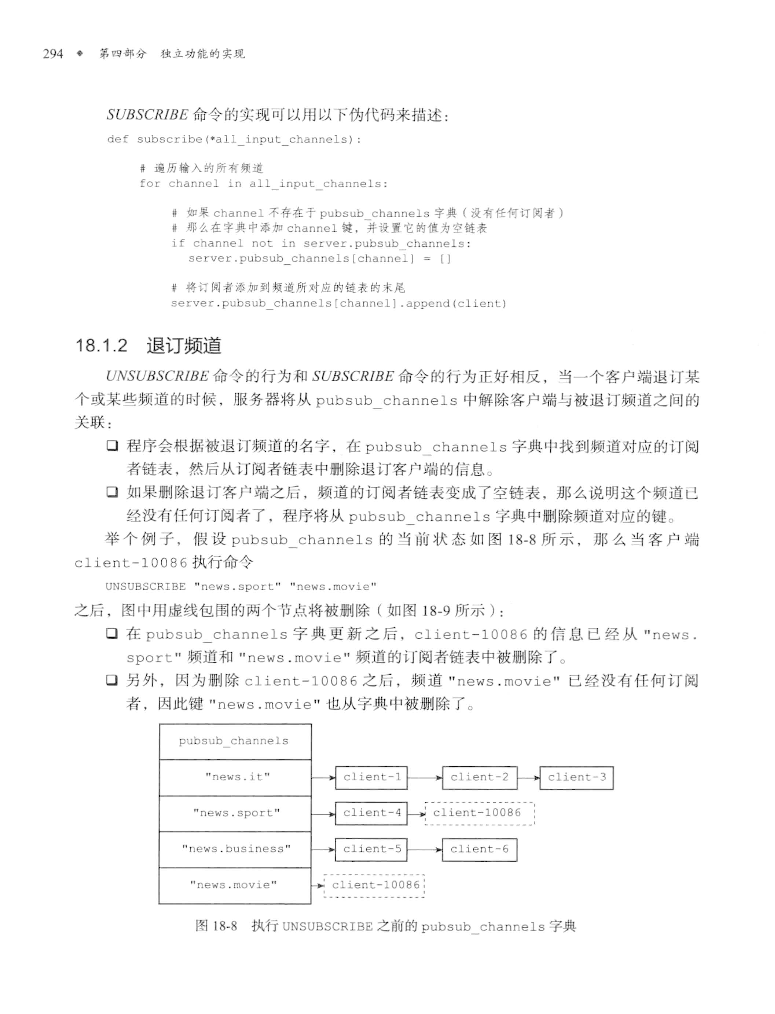 294 ◆ 第四部分 独立功能的实现
SUBSCRIBE 命令的实现可以用以下伪代码来描述：
def subscribe(*all_input_channels):
# 遍历输入的所有频道
for channel in all_input_channels:
# 如果 channel 不存在于 pubsub_channels 字典（没有任何订阅者）
# 那么在字典中添加 channel 键，并设置它的值为空链表
if channel not in server.pubsub_channels:
server.pubsub_channels[channel] = []
# 将订阅者添加到频道所对应的链表的末尾
server.pubsub_channels[channel].append(client)
18.1.2 退订频道
UNSUBSCRIBE 命令的行为和 SUBSCRIBE 命令的行为正好相反，当一个客户端退订某
个或某些频道的时候，服务器将从 pubsub_channels 中解除客户端与被退订频道之间的
关联：
❑ 程序会根据被退订频道的名字，在 pubsub_channels 字典中找到频道对应的订阅
者链表，然后从订阅者链表中删除退订客户端的信息。
❑ 如果删除退订客户端之后，频道的订阅者链表变成了空链表，那么说明这个频道已
经没有任何订阅者了，程序将从 pubsub_channels 字典中删除频道对应的键。
举个例子，假设 pubsub_channels 的当前状态如图 18-8 所示，那么当客户端
client-10086 执行命令
UNSUBSCRIBE "news.sport" "news.movie"
之后，图中用虚线包围的两个节点将被删除（如图 18-9 所示）：
❑ 在 pubsub_channels 字典更新之后，client-10086 的信息已经从 "news.
sport" 频道和 "news.movie" 频道的订阅者链表中被删除了。
❑ 另外，因为删除 client-10086 之后，频道 "news.movie" 已经没有任何订阅
者，因此键 "news.movie" 也从字典中被删除了。
pubsub_channels
"news.it" client-1 client-2 client-3
"news.sport" client-4 client-10086
"news.business" client-5 client-6
"news.movie" client-10086
图 18-8 执行 UNSUBSCRIBE 之前的 pubsub_channels 字典